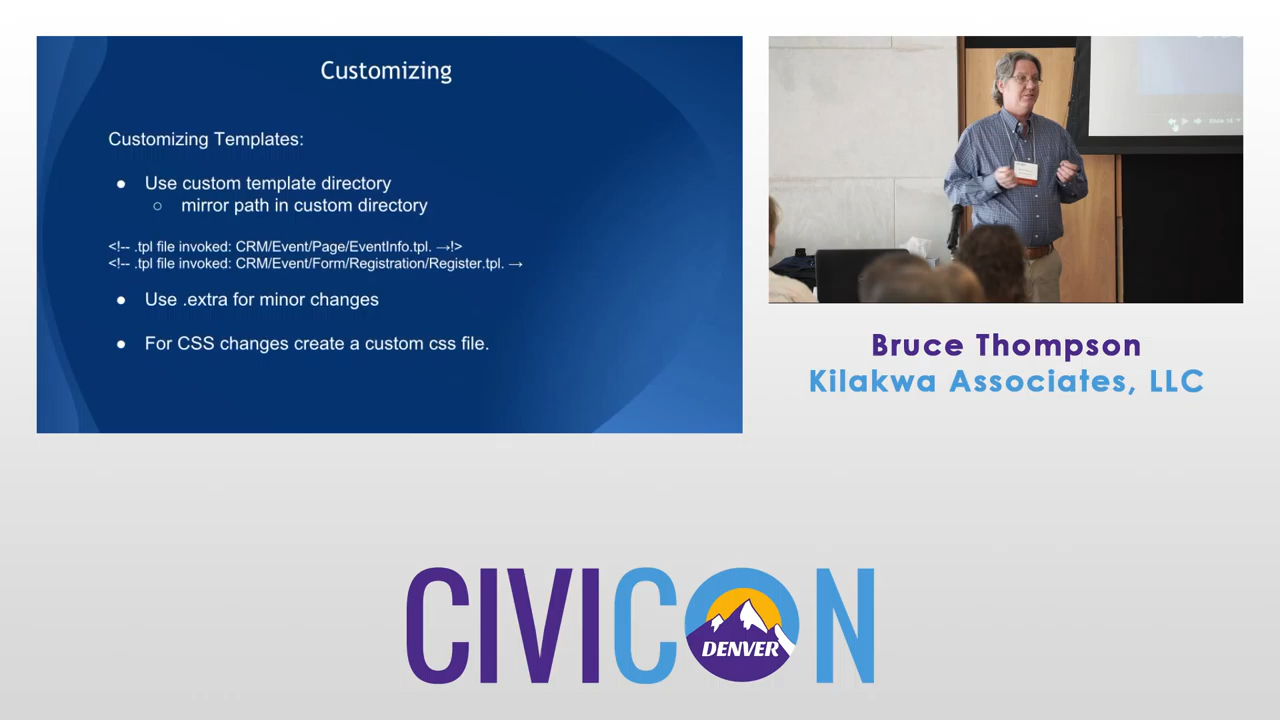 Customizing
Customizing Templates:
● Use custom template directory
○ mirror path in custom directory
<!-- .tpl file invoked: CRM/Event/Page/EventInfo.tpl. →!>
<!-- .tpl file invoked: CRM/Event/Form/Registration/Register.tpl. →
● Use .extra for minor changes
● For CSS changes create a custom css file.
Bruce Thompson
Kilakwa Associates, LLC
CIVICON
DENVER